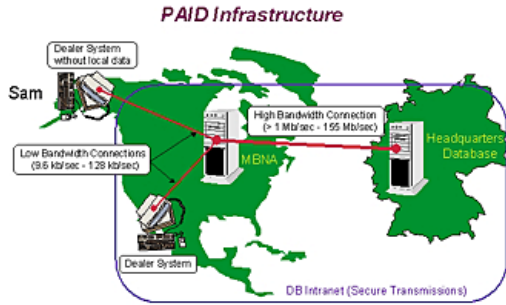 PAID Infrastructure
Dealer System
without local data
Sam
High Bandwidth Connection
(> 1 Mb/sec - 155 Mb/sec)
Headquarters
Database
Low Bandwidth Connections
(9.6 kb/sec - 128 kb/sec)
MBNA
Dealer System
DB Intranet (Secure Transmissions)